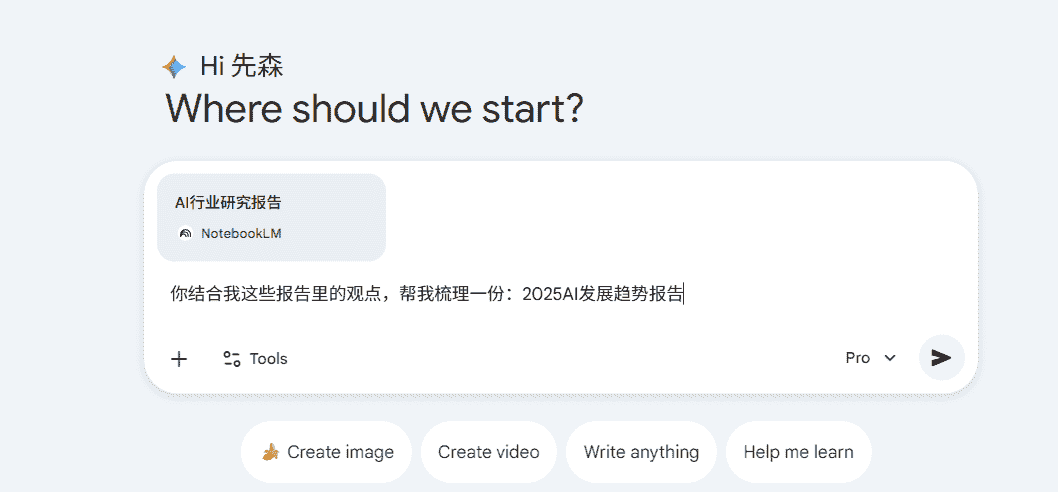 Hi 先森
Where should we start?
AI行业研究报告
NotebookLM
你结合我这些报告里的观点，帮我梳理一份：2025AI发展趋势报告
Tools
Pro
Create image
Create video
Write anything
Help me learn